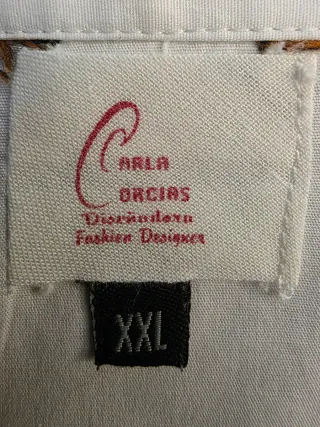 CARLA
CORCIAS
Diseñadora
Fashion Designer
XXL